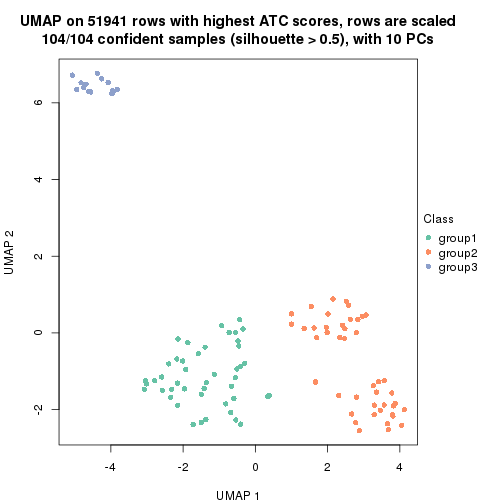 UMAP on 51941 rows with highest ATC scores, rows are scaled
104/104 confident samples (silhouette > 0.5), with 10 PCs
6
4
2
0
-2
UMAP 2
-4
-2
0
2
4
UMAP 1
Class
group1
group2
group3